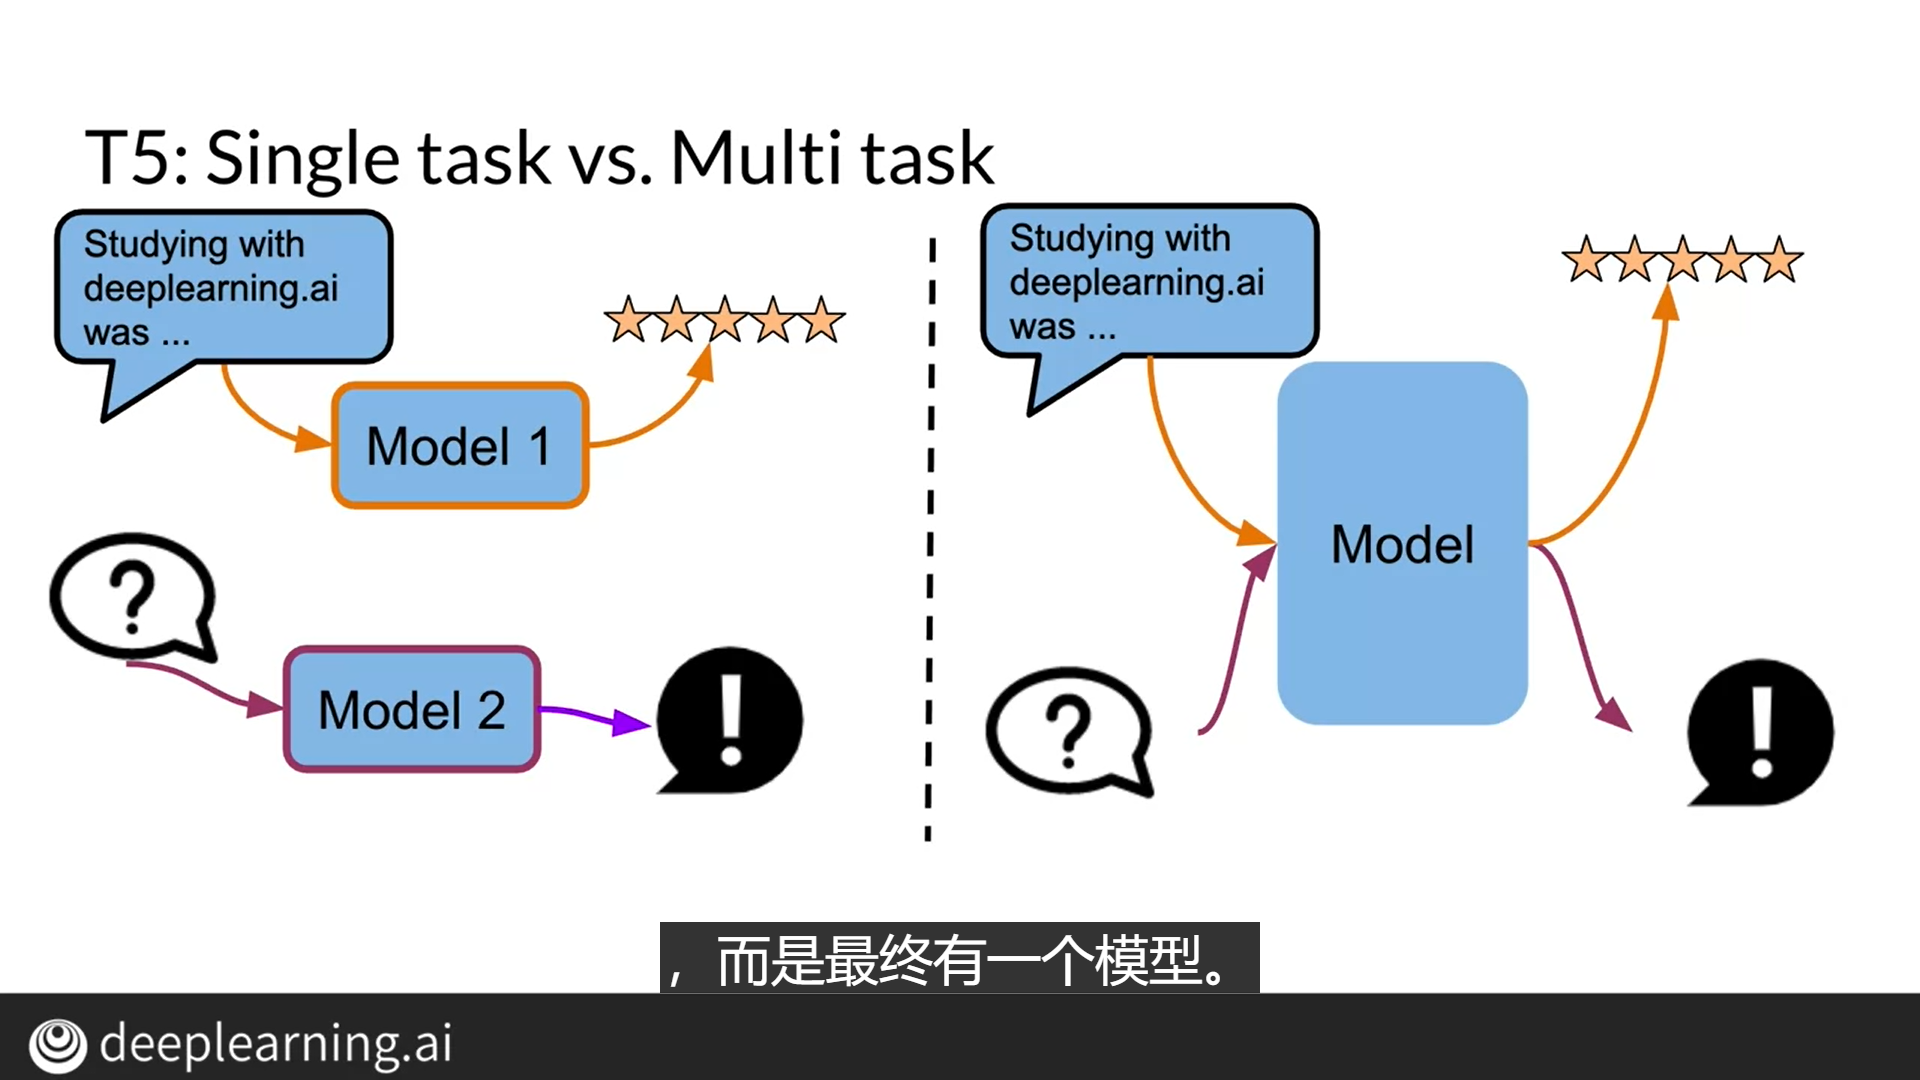 T5: Single task vs. Multi task
Studying with
deeplearning.ai
was ...
Model 1
?
Model 2
!
Studying with
deeplearning.ai
was ...
Model
?
!
，而是最终有一个模型。
deeplearning.ai